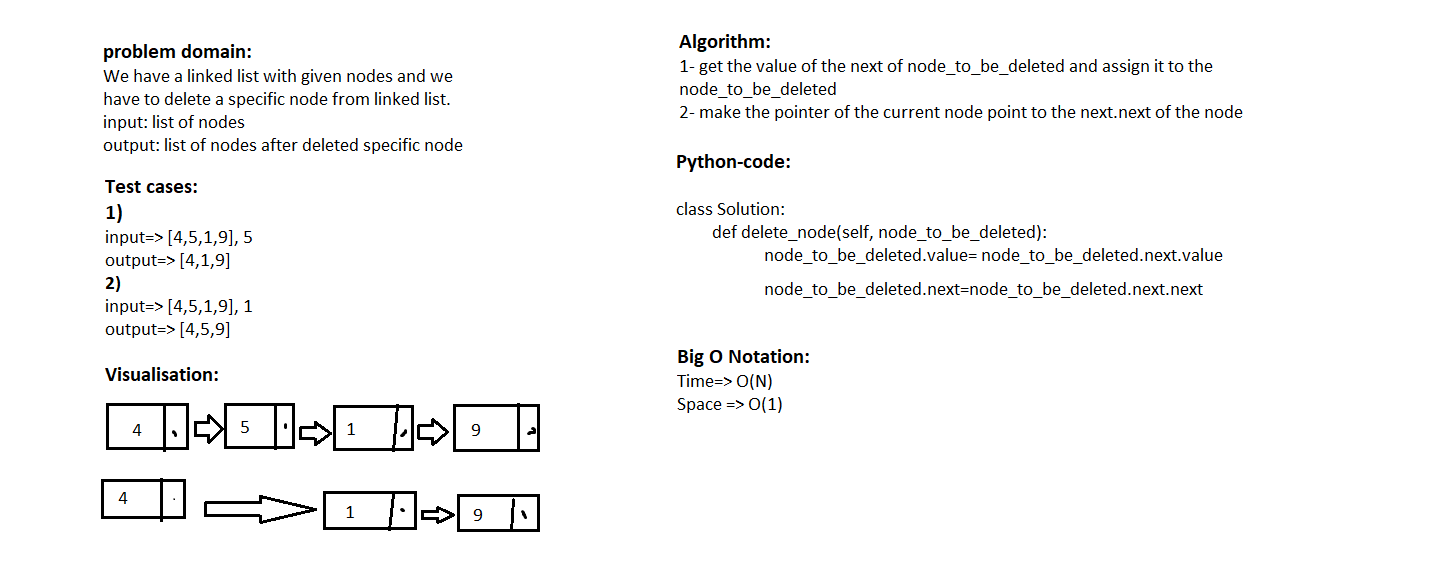 problem domain:
We have a linked list with given nodes and we
have to delete a specific node from linked list.
input: list of nodes
output: list of nodes after deleted specific node
Test cases:
1)
input=> [4,5,1,9], 5
output=> [4,1,9]
2)
input=> [4,5,1,9], 1
output=> [4,5,9]
Visualisation:
4 5 1 9
4 1 9
Algorithm:
1- get the value of the next of node_to_be_deleted and assign it to the
node_to_be_deleted
2- make the pointer of the current node point to the next.next of the node
Python-code:
class Solution:
def delete_node(self, node_to_be_deleted):
node_to_be_deleted.value= node_to_be_deleted.next.value
node_to_be_deleted.next=node_to_be_deleted.next.next
Big O Notation:
Time=> O(N)
Space => O(1)